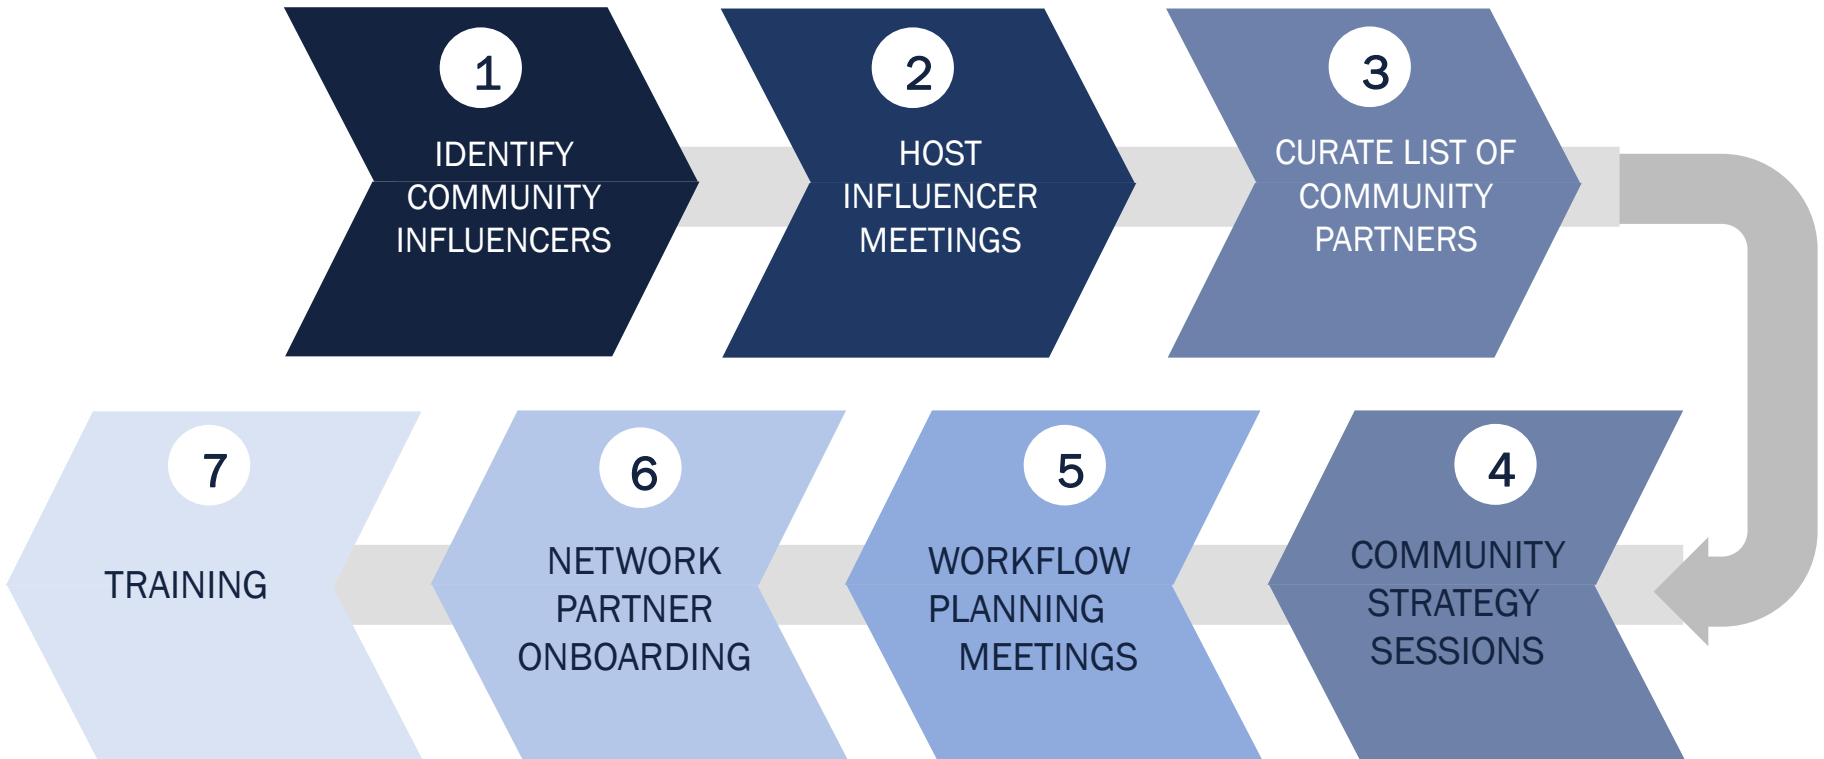 1
IDENTIFY
COMMUNITY
INFLUENCERS
2
HOST
INFLUENCER
MEETINGS
3
CURATE LIST OF
COMMUNITY
PARTNERS
4
COMMUNITY
STRATEGY
SESSIONS
5
WORKFLOW
PLANNING
MEETINGS
6
NETWORK
PARTNER
ONBOARDING
7
TRAINING